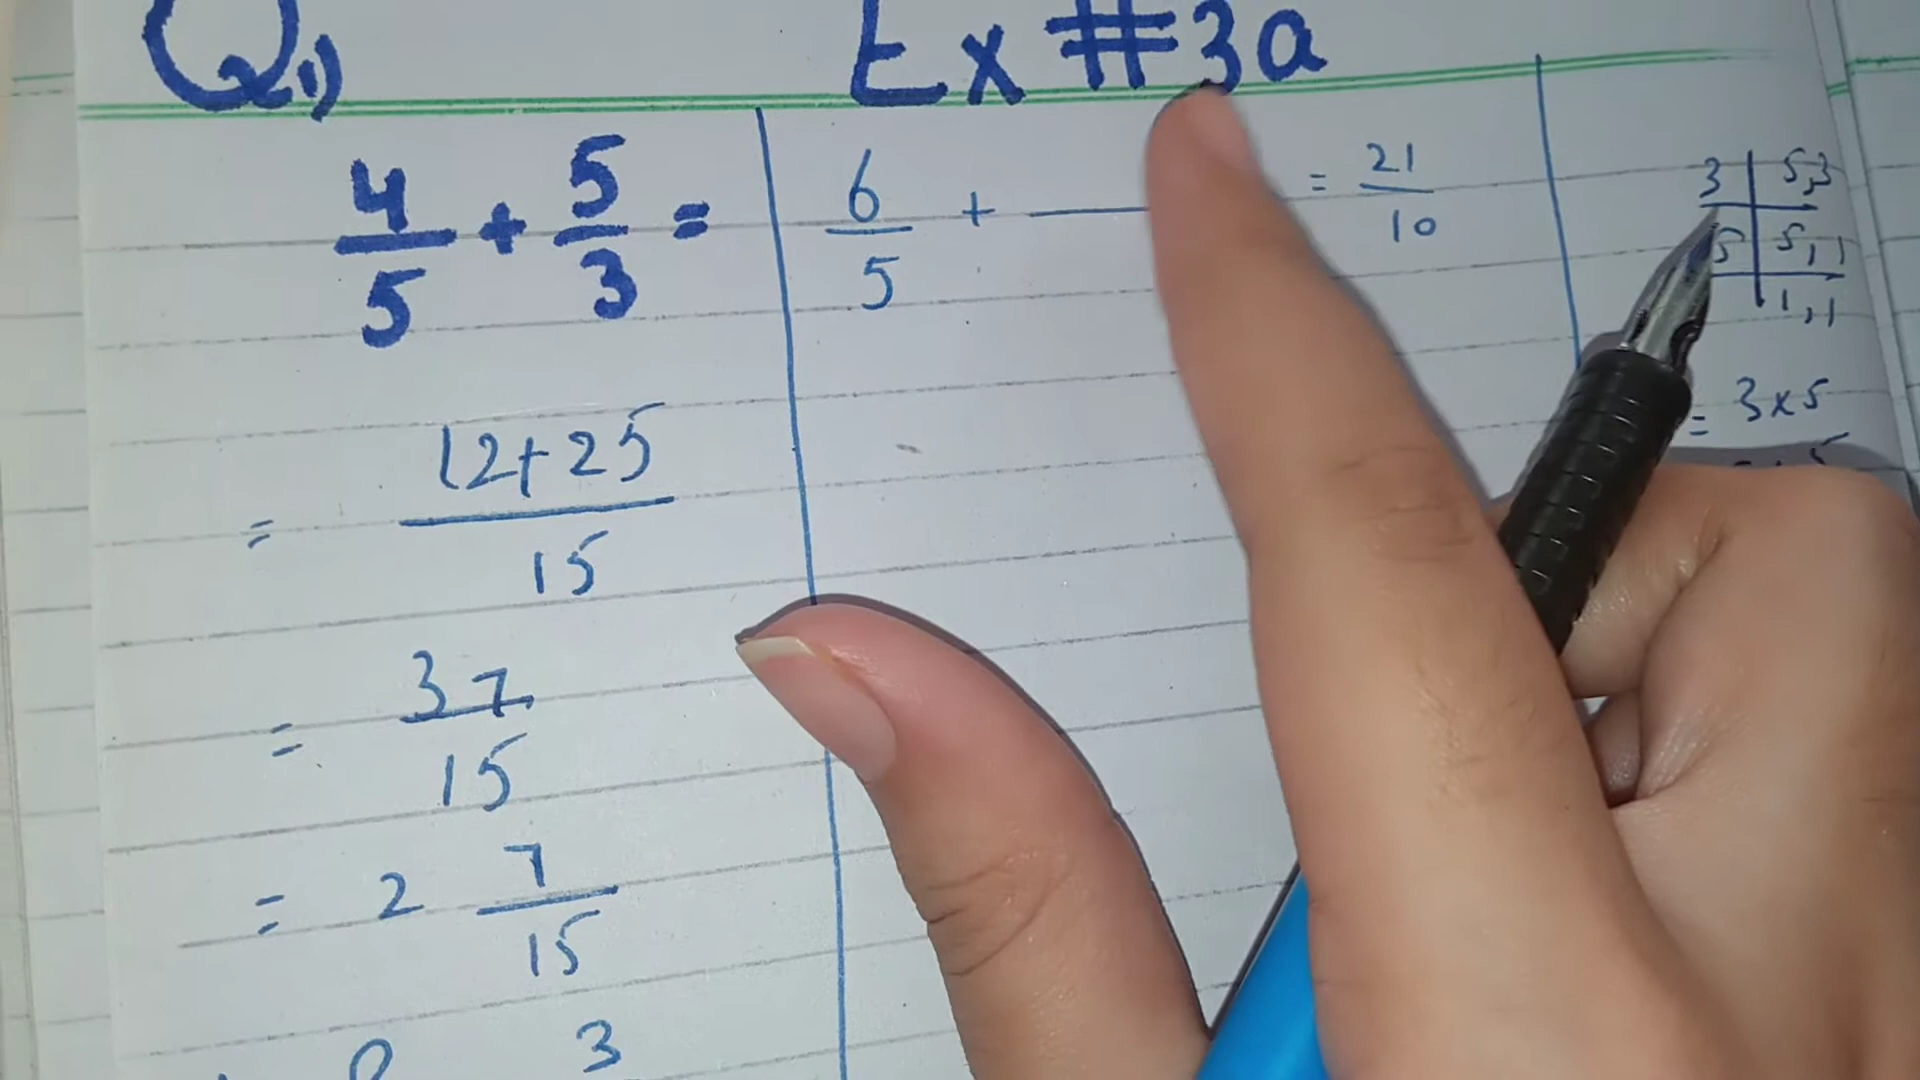 Q1) Ex #3a
4/5 + 5/3 =
= 12+25/15
= 37/15
= 2 7/15
3
6/5 + — = 21/10
3 | 5,3
5 | 5,1
1,1
= 3x5